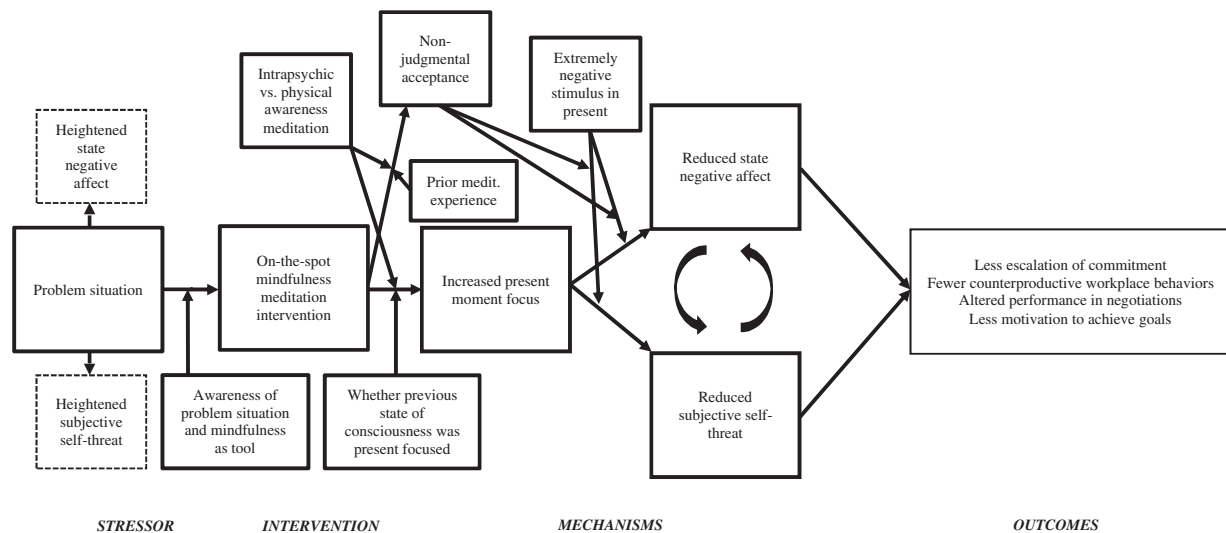 Non-
judgmental
acceptance
Extremely
negative
stimulus in
present
Intrapsychic
vs. physical
awareness
meditation
Heightened
state
negative
affect
Reduced state
negative affect
Prior medit.
experience
Problem situation
On-the-spot
mindfulness
meditation
intervention
Increased present
moment focus
Less escalation of commitment
Fewer counterproductive workplace behaviors
Altered performance in negotiations
Less motivation to achieve goals
Heightened
subjective
self-threat
Awareness of
problem situation
and mindfulness
as tool
Whether previous
state of
consciousness was
present focused
Reduced
subjective self-
threat
STRESSOR
INTERVENTION
MECHANISMS
OUTCOMES